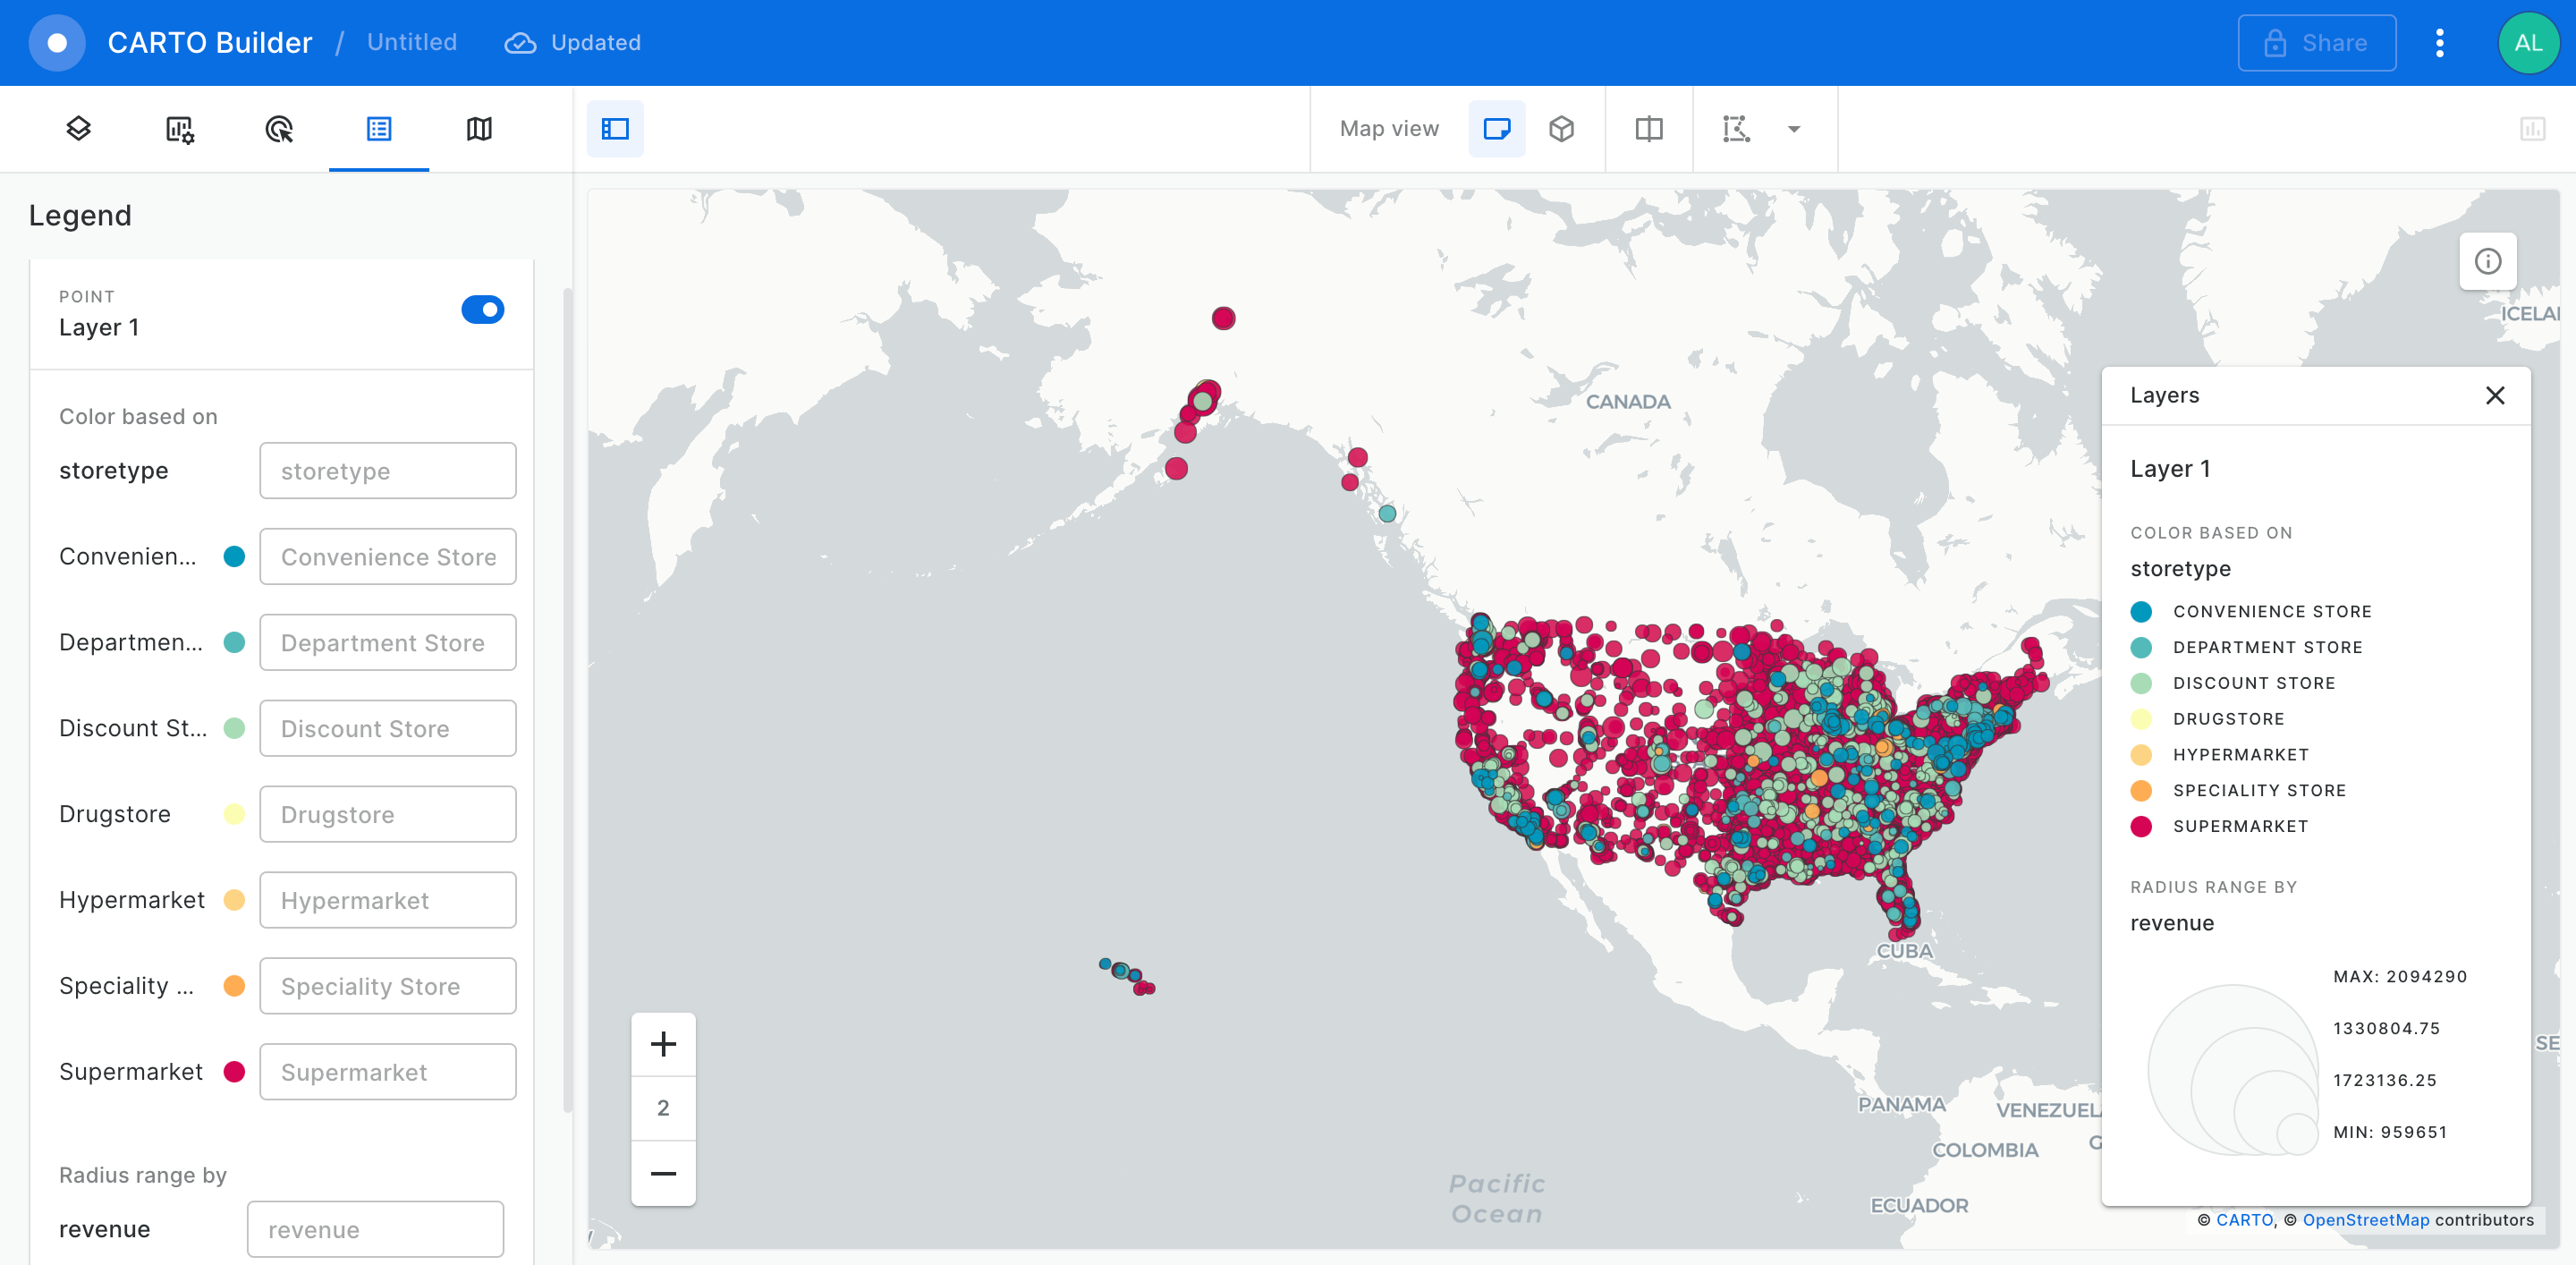 CARTO Builder / Untitled Updated Share AL
Map view
Legend
POINT
Layer 1
Color based on
storetype storetype
Convenien... Convenience Store
Departmen... Department Store
Discount St... Discount Store
Drugstore Drugstore
Hypermarket Hypermarket
Speciality ... Speciality Store
Supermarket Supermarket
Radius range by
revenue revenue
ICELA
CANADA
CUBA
PANAMA
VENEZUEL
COLOMBIA
G
ECUADOR
SE
Pacific
Ocean
2
Layers
Layer 1
COLOR BASED ON
storetype
CONVENIENCE STORE
DEPARTMENT STORE
DISCOUNT STORE
DRUGSTORE
HYPERMARKET
SPECIALITY STORE
SUPERMARKET
RADIUS RANGE BY
revenue
MAX: 2094290
1330804.75
1723136.25
MIN: 959651
© CARTO, © OpenStreetMap contributors